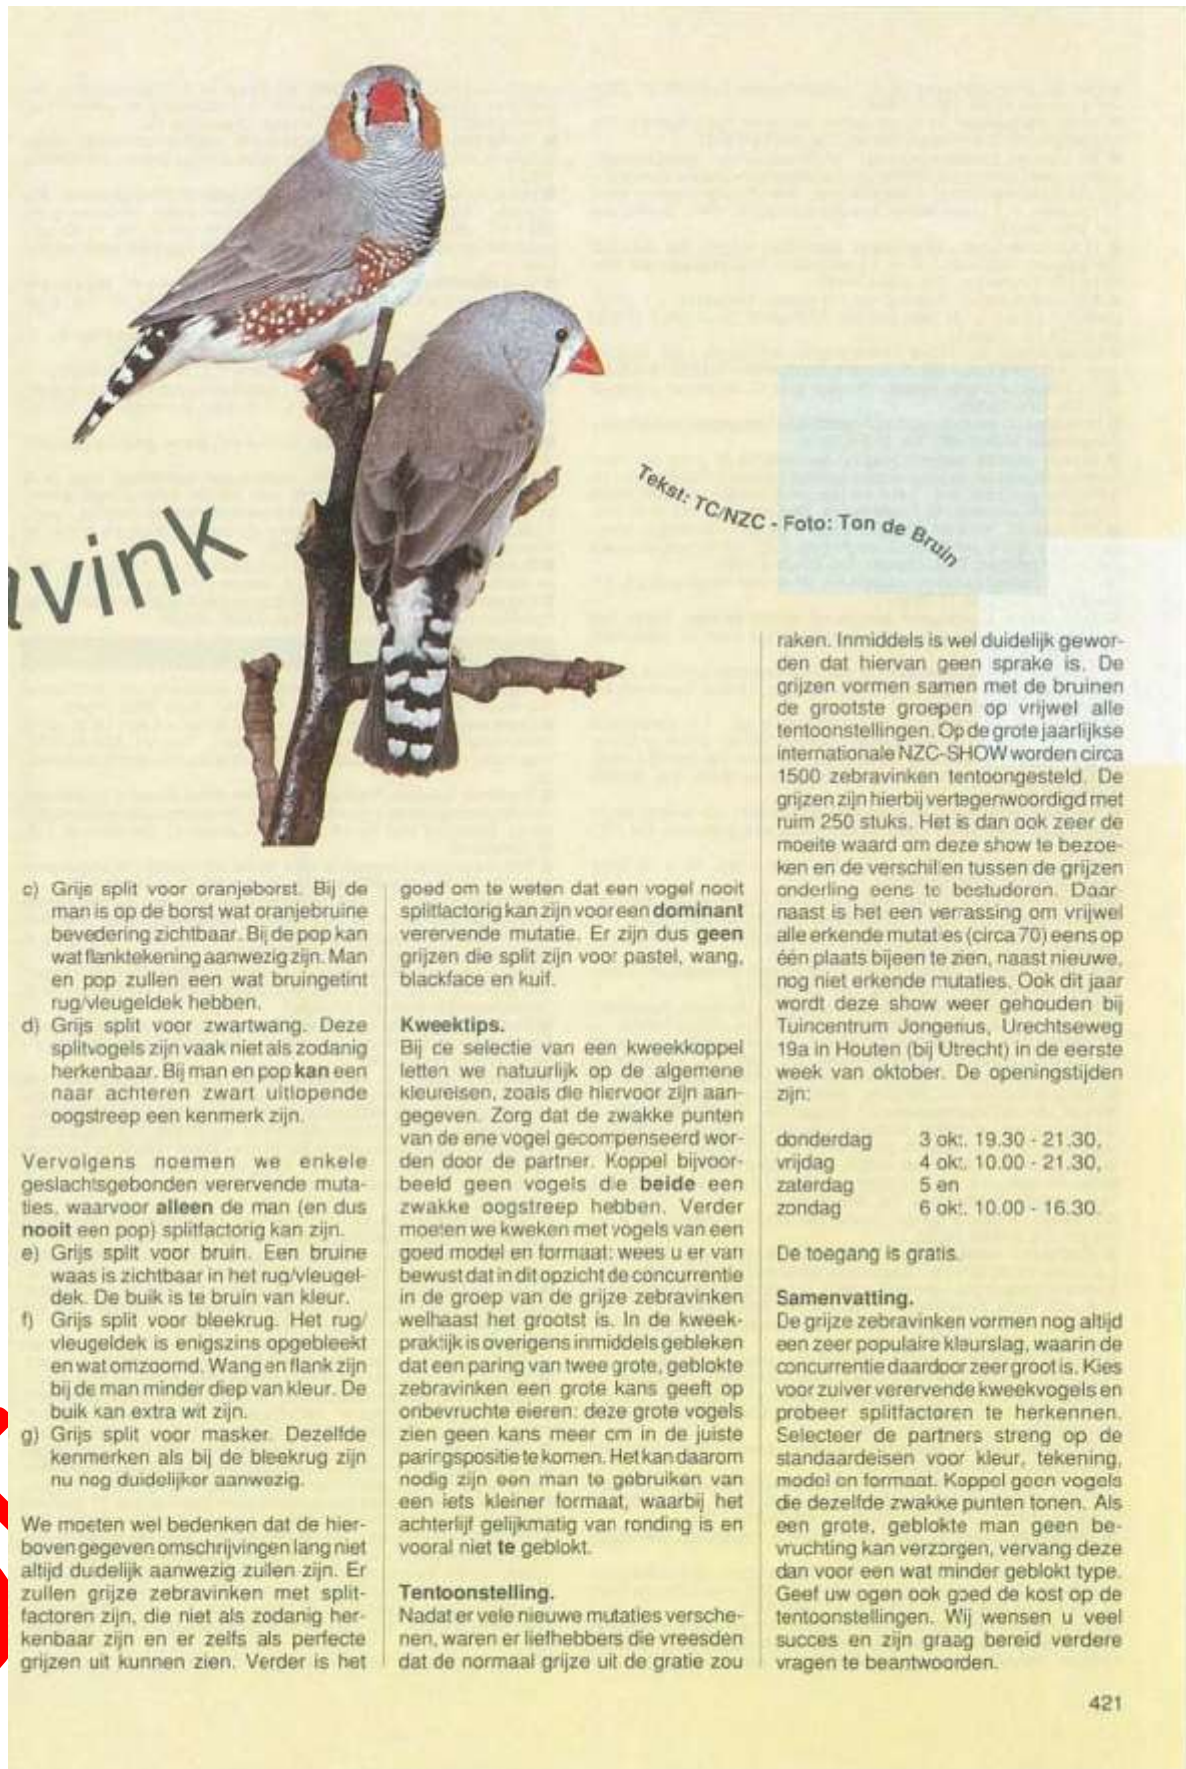 avink
Tekst: TC/NZC - Foto: Ton de Bruin
c) Grijs split voor oranjeborst. Bij de
man is op de borst wat oranjebruine
bevedering zichtbaar. Bij de pop kan
wat flanktekening aanwezig zijn. Man
en pop zullen een wat bruingetint
rug/vleugeldek hebben.
d) Grijs split voor zwartwang. Deze
splitvogels zijn vaak niet als zodanig
herkenbaar. Bij man en pop kan een
naar achteren zwart uitlopende
oogstreep een kenmerk zijn.
Vervolgens noemen we enkele
geslachtsgebonden verervende muta-
ties, waarvoor alleen de man (en dus
nooit een pop) splitfactorig kan zijn.
e) Grijs split voor bruin. Een bruine
waas is zichtbaar in het rug/vleugel-
dek. De buik is te bruin van kleur.
f) Grijs split voor bleekrug. Het rug/
vleugeldek is enigszins opgebleekt
en wat omzoomd. Wang en flank zijn
bij de man minder diep van kleur. De
buik kan extra wit zijn.
g) Grijs split voor masker. Dezelfde
kenmerken als bij de bleekrug zijn
nu nog duidelijker aanwezig.
We moeten wel bedenken dat de hier-
boven gegeven omschrijvingen lang niet
altijd duidelijk aanwezig zullen zijn. Er
zullen grijze zebravinken met split-
factoren zijn, die niet als zodanig her-
kenbaar zijn en er zelfs als perfecte
grijzen uit kunnen zien. Verder is het
goed om te weten dat een vogel nooit
splitfactorig kan zijn voor een dominant
verervende mutatie. Er zijn dus geen
grijzen die split zijn voor pastel, wang,
blackface en kuif.
Kweektips.
Bij de selectie van een kweekkoppel
letten we natuurlijk op de algemene
kleureisen, zoals die hiervoor zijn aan-
gegeven. Zorg dat de zwakke punten
van de ene vogel gecompenseerd wor-
den door de partner. Koppel bijvoor-
beeld geen vogels die beide een
zwakke oogstreep hebben. Verder
moeten we kweken met vogels van een
goed model en formaat; wees u er van
bewust dat in dit opzicht de concurrentie
in de groep van de grijze zebravinken
welhaast het grootst is. In de kweek-
praktijk is overigens inmiddels gebleken
dat een paring van twee grote, geblokte
zebravinken een grote kans geeft op
onbevruchte eieren: deze grote vogels
zien geen kans meer om in de juiste
paringspositie te komen. Het kan daarom
nodig zijn een man te gebruiken van
een iets kleiner formaat, waarbij het
achterlijf gelijkmatig van ronding is en
vooral niet te geblokt.
Tentoonstelling.
Nadat er vele nieuwe mutaties versche-
nen, waren er liefhebbers die vreesden
dat de normaal grijze uit de gratie zou
raken. Inmiddels is wel duidelijk gewor-
den dat hiervan geen sprake is. De
grijzen vormen samen met de bruinen
de grootste groepen op vrijwel alle
tentoonstellingen. Op de grote jaarlijkse
internationale NZC-SHOW worden circa
1500 zebravinken tentoongesteld. De
grijzen zijn hierbij vertegenwoordigd met
ruim 250 stuks. Het is dan ook zeer de
moeite waard om deze show te bezoe-
ken en de verschillen tussen de grijzen
onderling eens te bestuderen. Daar-
naast is het een verrassing om vrijwel
alle erkende mutaties (circa 70) eens op
één plaats bijeen te zien, naast nieuwe,
nog niet erkende mutaties. Ook dit jaar
wordt deze show weer gehouden bij
Tuincentrum Jongerius, Urechtseweg
19a in Houten (bij Utrecht) in de eerste
week van oktober. De openingstijden
zijn:
donderdag 3 okt. 19.30 - 21.30,
vrijdag 4 okt. 10.00 - 21.30,
zaterdag 5 en
zondag 6 okt. 10.00 - 16.30.
De toegang is gratis.
Samenvatting.
De grijze zebravinken vormen nog altijd
een zeer populaire kleurslag, waarin de
concurrentie daardoor zeer groot is. Kies
voor zuiver verervende kweekvogels en
probeer splitfactoren te herkennen.
Selecteer de partners streng op de
standaardeisen voor kleur, tekening,
model en formaat. Koppel geen vogels
die dezelfde zwakke punten tonen. Als
een grote, geblokte man geen be-
vruchting kan verzorgen, vervang deze
dan voor een wat minder geblokt type.
Geef uw ogen ook goed de kost op de
tentoonstellingen. Wij wensen u veel
succes en zijn graag bereid verdere
vragen te beantwoorden.
421